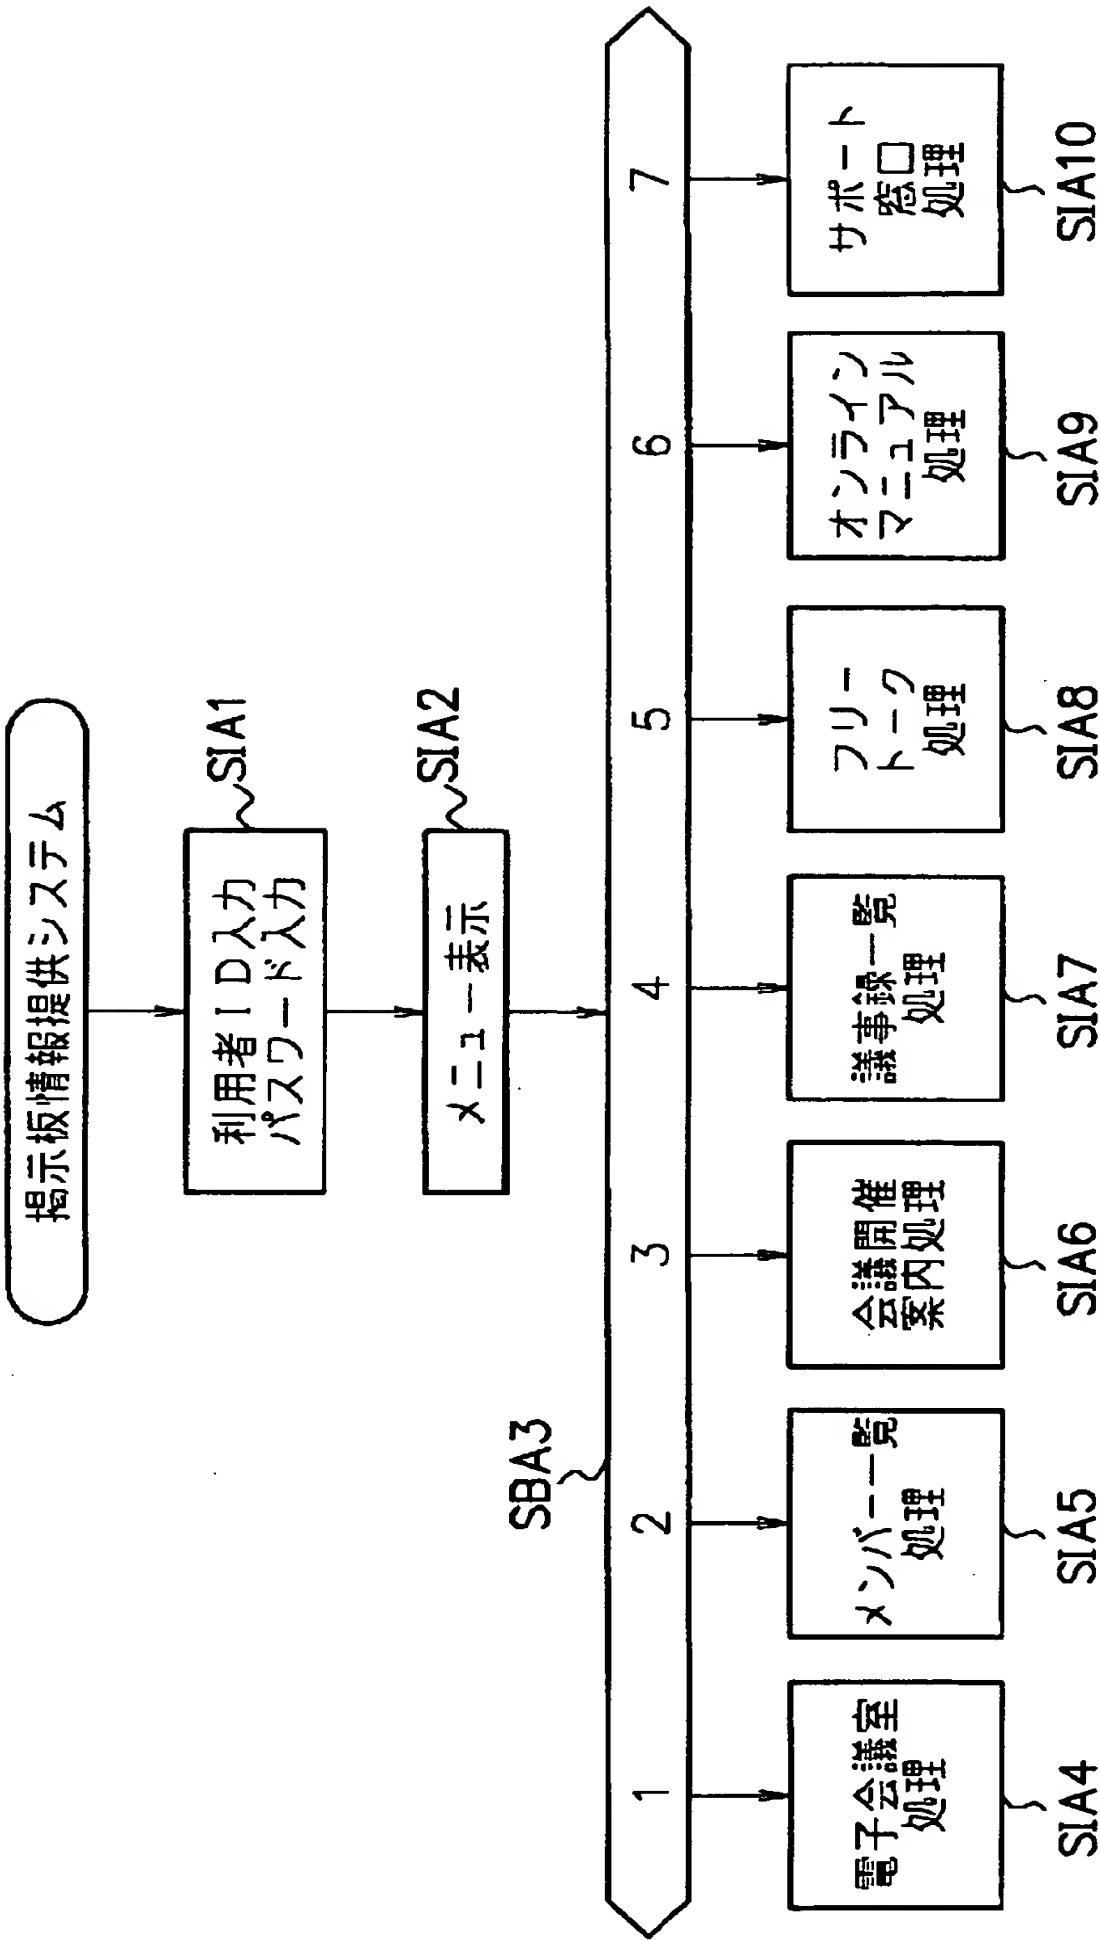 掲示板情報提供システム
利用者ID入力
パスワード入力
SIA1
メニュー表示
SIA2
SBA3
1
2
3
4
5
6
7
電子会議室
処理
SIA4
メンバー一覧
処理
SIA5
会議開催
案内処理
SIA6
議事録一覧
処理
SIA7
フリー
トーク
処理
SIA8
オンライン
マニュアル
処理
SIA9
サポート
窓口
処理
SIA10